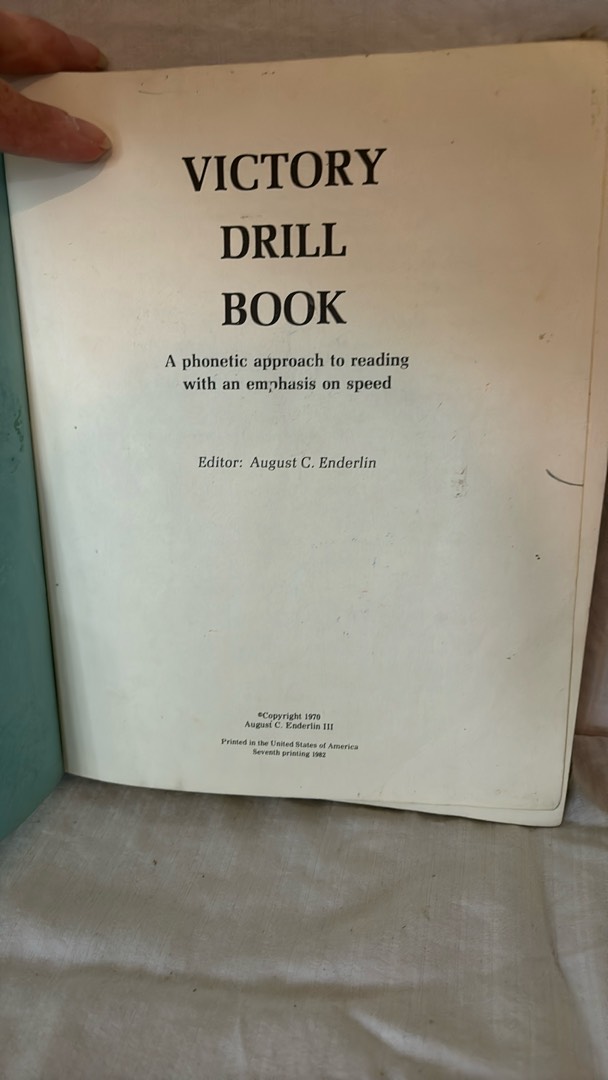 VICTORY
DRILL
BOOK
A phonetic approach to reading
with an emphasis on speed
Editor: August C. Enderlin
©Copyright 1970
August C. Enderlin III
Printed in the United States of America
Seventh printing 1982